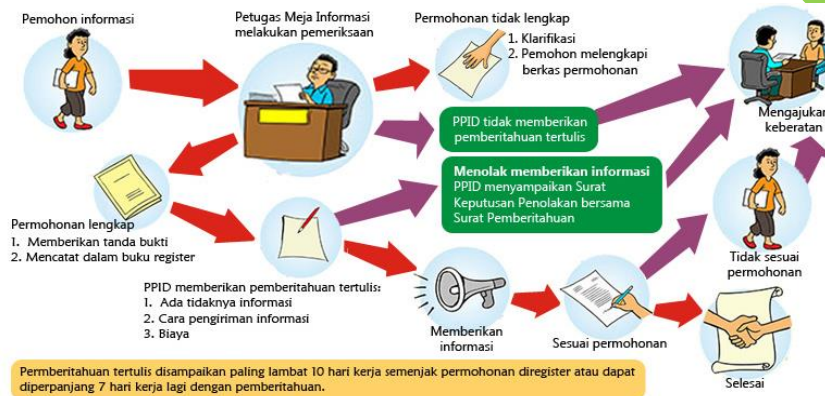 Pemohon informasi
Petugas Meja Informasi
melakukan pemeriksaan
Permohonan tidak lengkap
1. Klarifikasi
2. Pemohon melengkapi
berkas permohonan
Mengajukan
keberatan
PPID tidak memberikan
pemberitahuan tertulis
Menolak memberikan informasi
PPID menyampaikan Surat
Keputusan Penolakan bersama
Surat Pemberitahuan
Permohonan lengkap
1. Memberikan tanda bukti
2. Mencatat dalam buku register
PPID memberikan pemberitahuan tertulis:
1. Ada tidaknya informasi
2. Cara pengiriman informasi
3. Biaya
Memberikan
informasi
Sesuai permohonan
Tidak sesuai
permohonan
Selesai
Permberitahuan tertulis disampaikan paling lambat 10 hari kerja semenjak permohonan diregister atau dapat
diperpanjang 7 hari kerja lagi dengan pemberitahuan.